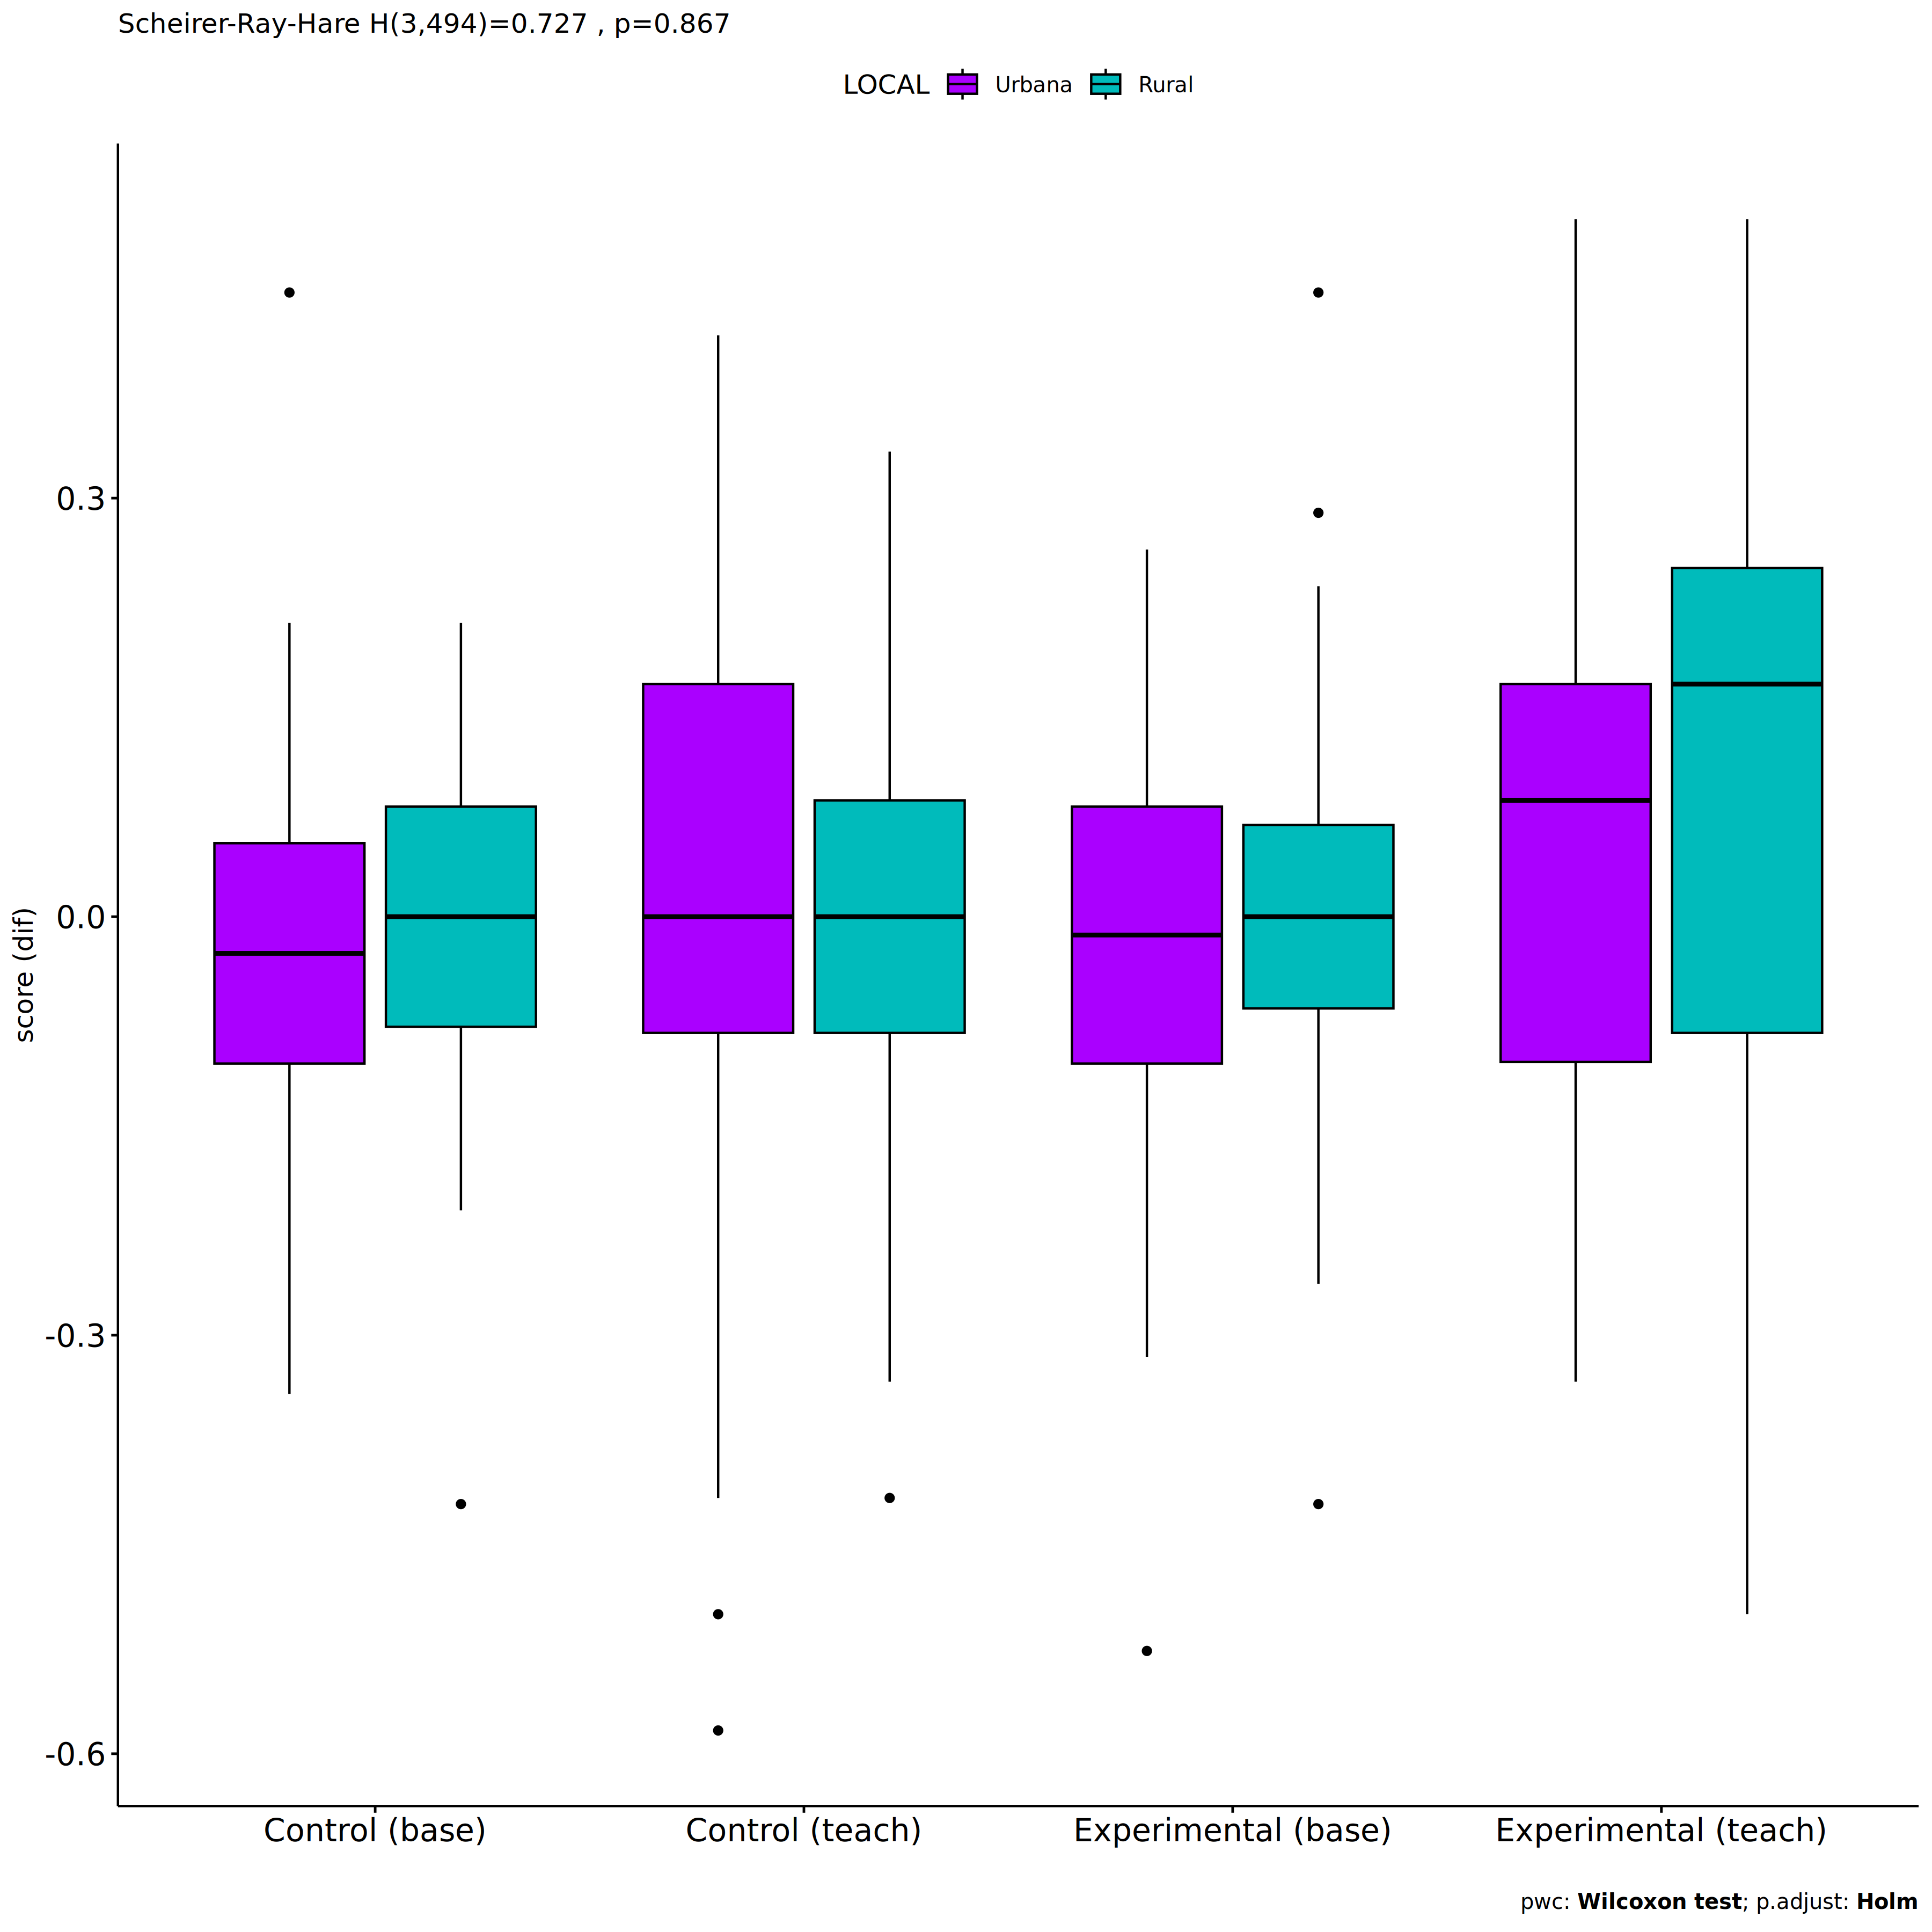 Scheirer-Ray-Hare H(3,494)=0.727 , p=0.867
LOCAL Urbana Rural
score (dif)
0.3
0.0
-0.3
-0.6
Control (base) Control (teach) Experimental (base) Experimental (teach)
pwc: Wilcoxon test; p.adjust: Holm